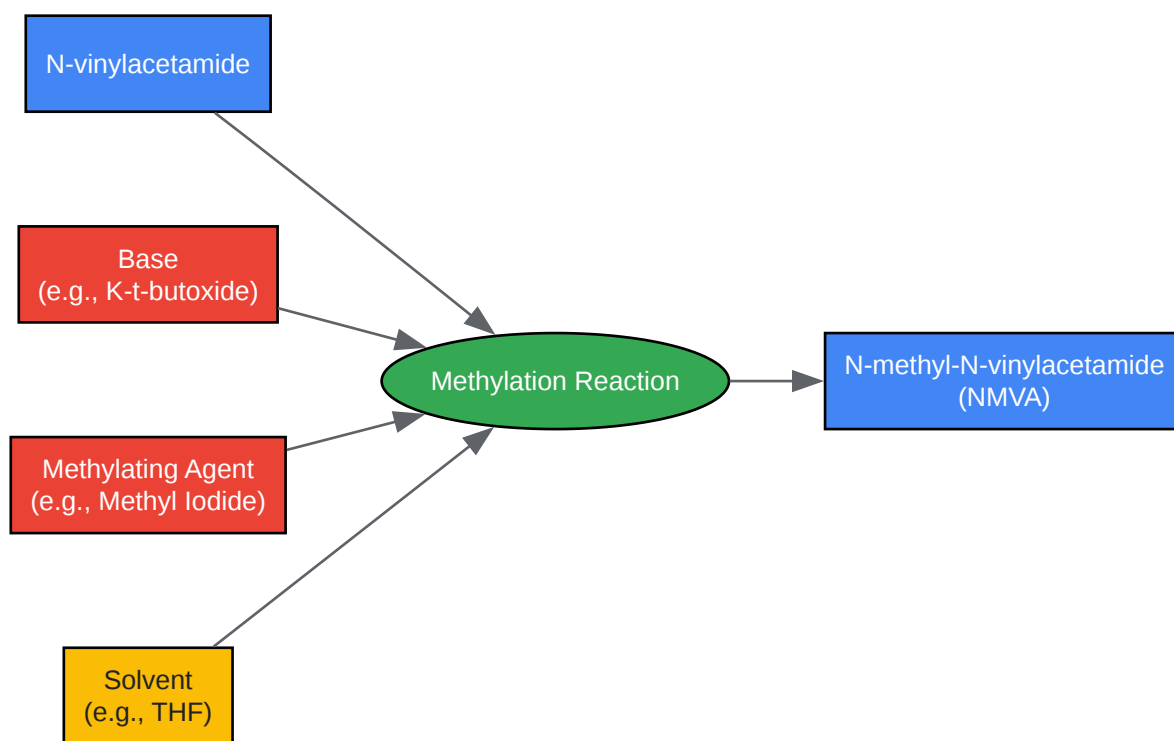 N-vinylacetamide
Base
(e.g., K-t-butoxide)
Methylating Agent
(e.g., Methyl Iodide)
Solvent
(e.g., THF)
Methylation Reaction
N-methyl-N-vinylacetamide
(NMVA)